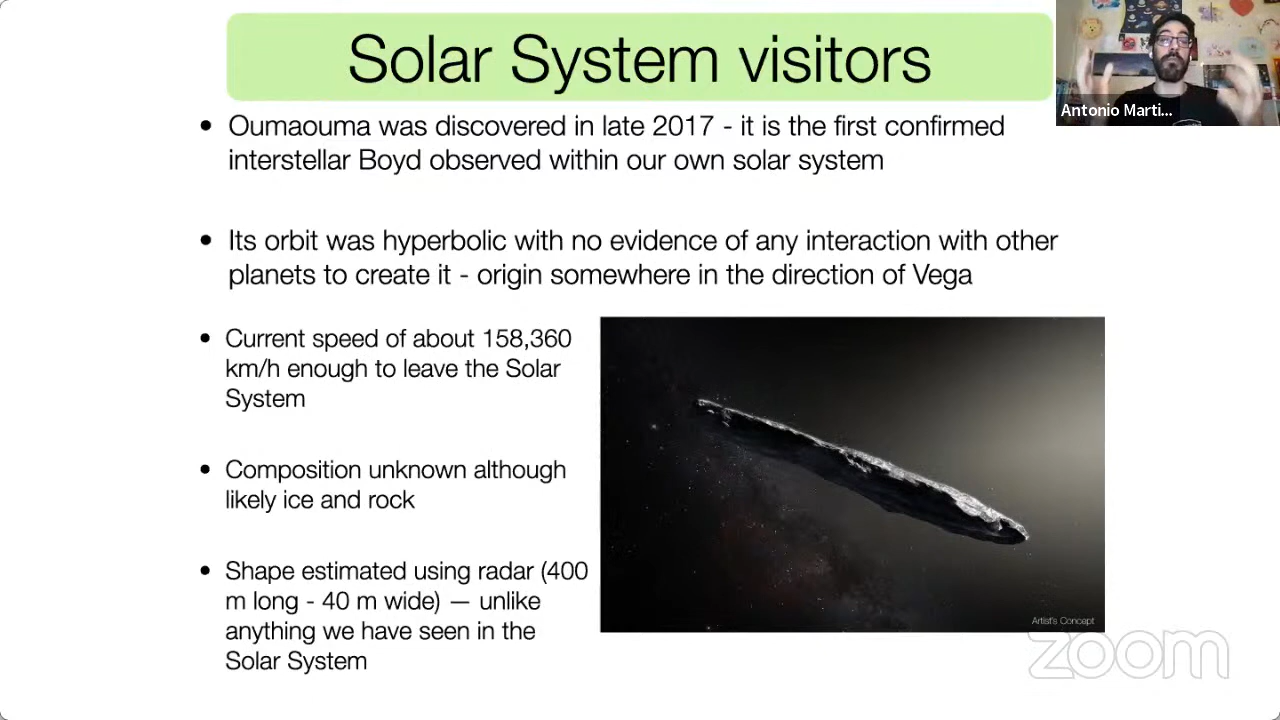 Solar System visitors
Antonio Marti...
• Oumaouma was discovered in late 2017 - it is the first confirmed
interstellar Boyd observed within our own solar system
• Its orbit was hyperbolic with no evidence of any interaction with other
planets to create it - origin somewhere in the direction of Vega
• Current speed of about 158,360
km/h enough to leave the Solar
System
• Composition unknown although
likely ice and rock
• Shape estimated using radar (400
m long - 40 m wide) — unlike
anything we have seen in the
Solar System
Artist's Concept
zoom